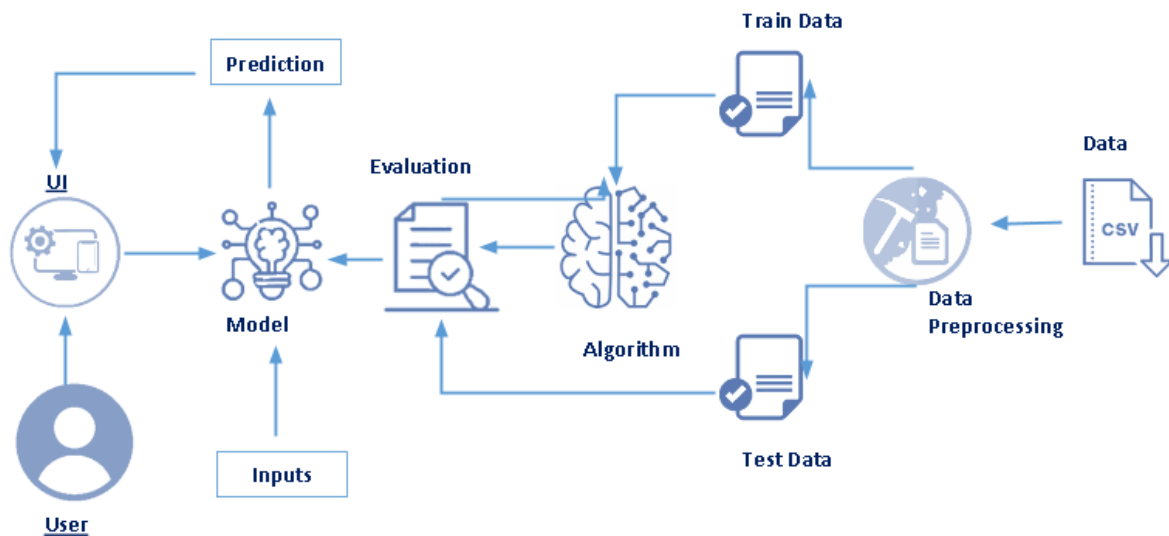 Train Data
Prediction
Data
Evaluation
UI
CSV
Model
Data
Preprocessing
Algorithm
Inputs
Test Data
User